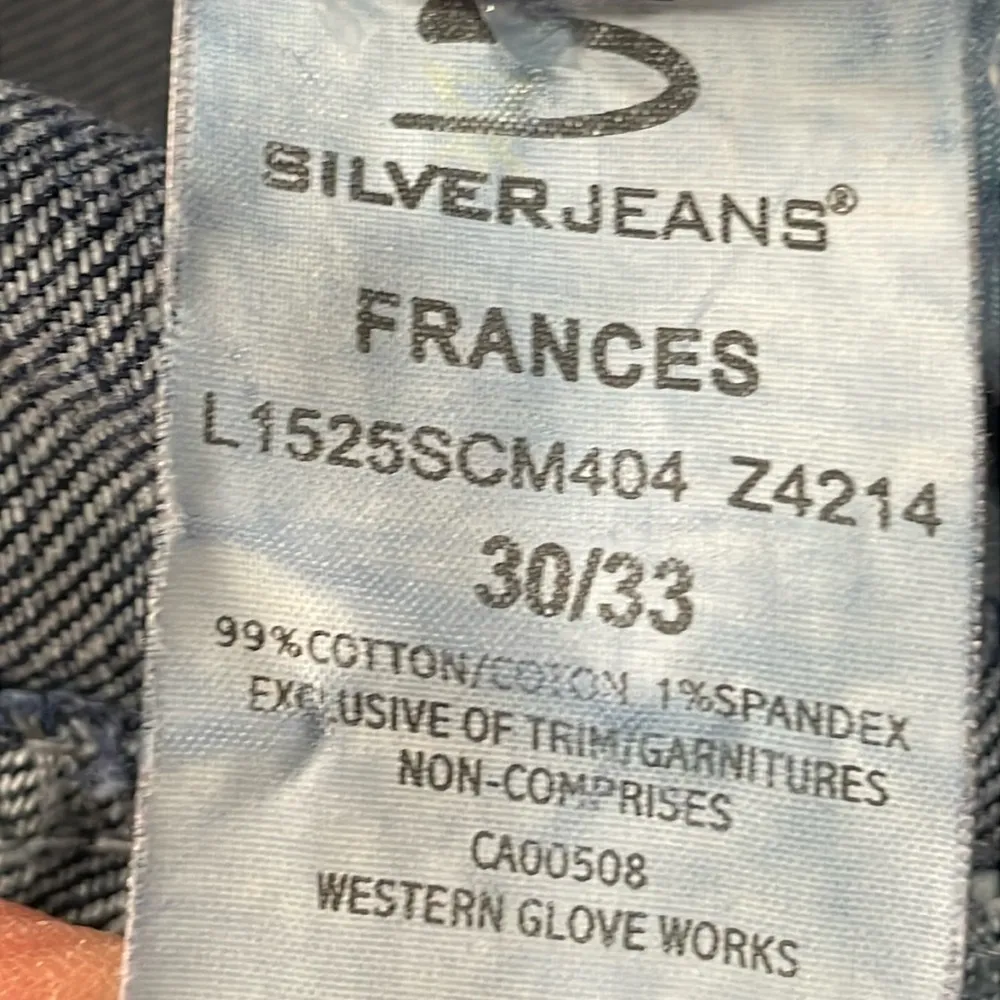 SILVERJEANS®
FRANCES
L1525SCM404 Z4214
30/33
99%COTTON/COTON 1%SPANDEX
EXCLUSIVE OF TRIM/GARNITURES
NON-COMPRISES
CA00508
WESTERN GLOVE WORKS